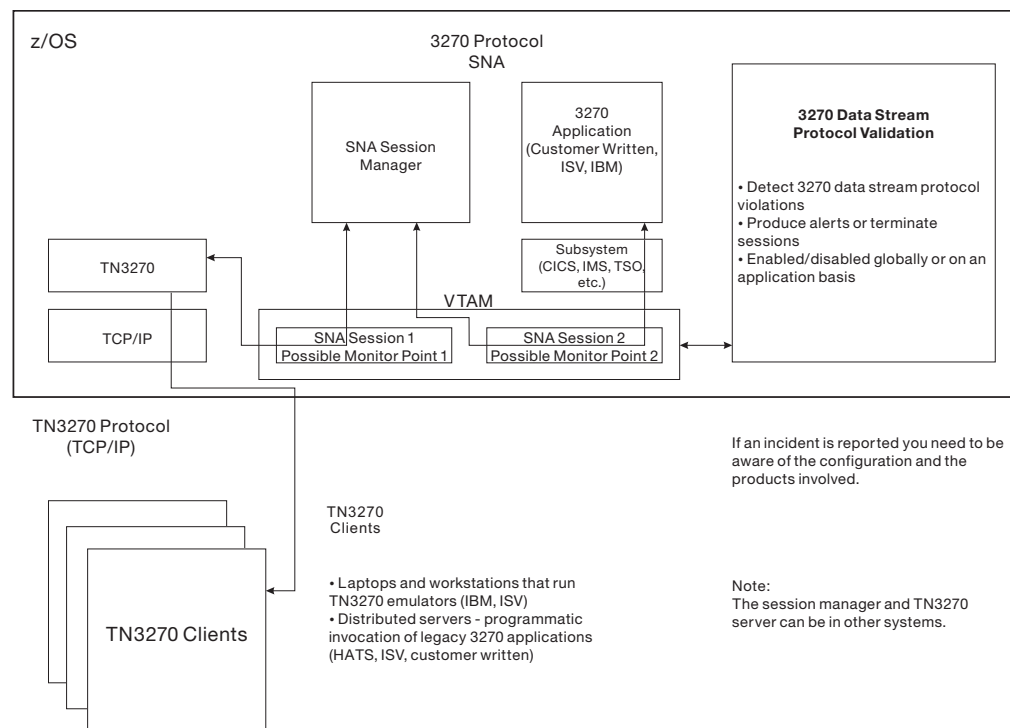 z/OS
3270 Protocol
SNA
SNA Session
Manager
3270
Application
(Customer Written,
ISV, IBM)
3270 Data Stream
Protocol Validation
• Detect 3270 data stream protocol
violations
• Produce alerts or terminate
sessions
• Enabled/disabled globally or on an
application basis
TN3270
Subsystem
(CICS, IMS, TSO,
etc.)
VTAM
TCP/IP
SNA Session 1
Possible Monitor Point 1
SNA Session 2
Possible Monitor Point 2
TN3270 Protocol
(TCP/IP)
If an incident is reported you need to be
aware of the configuration and the
products involved.
TN3270
Clients
• Laptops and workstations that run
TN3270 emulators (IBM, ISV)
• Distributed servers - programmatic
invocation of legacy 3270 applications
(HATS, ISV, customer written)
Note:
The session manager and TN3270
server can be in other systems.
TN3270 Clients